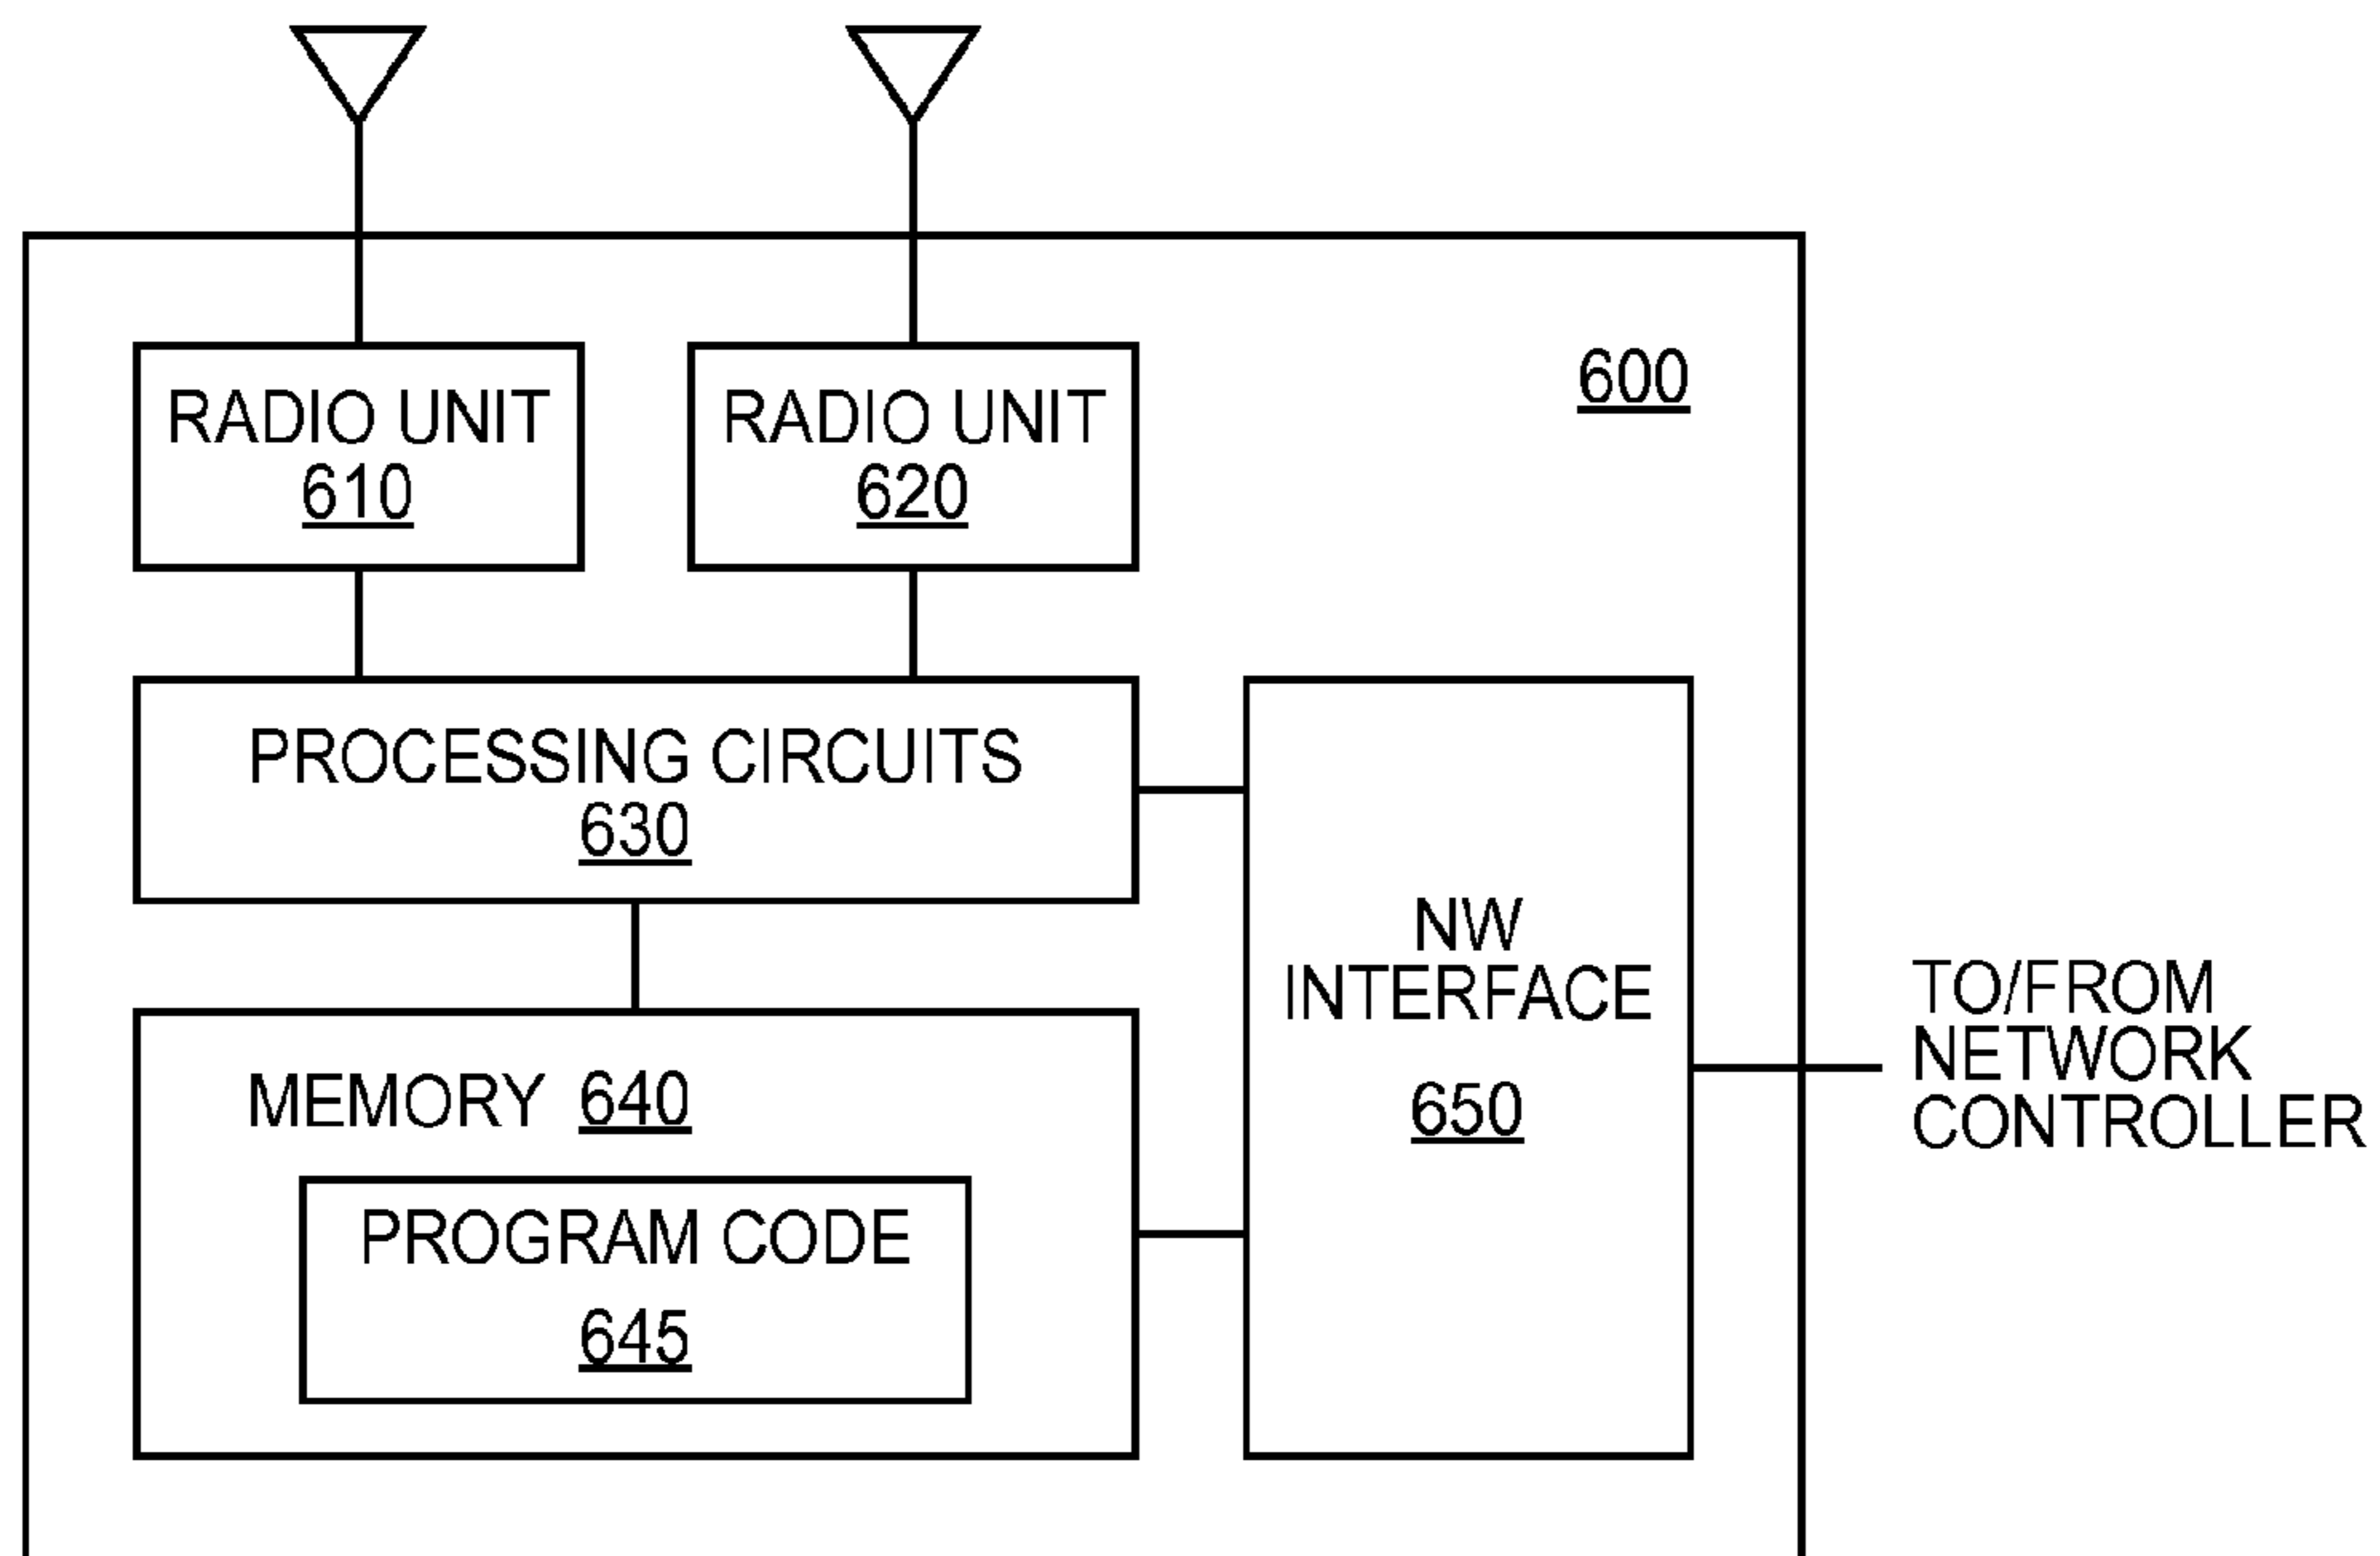 RADIO UNIT
610
RADIO UNIT
620
600
PROCESSING CIRCUITS
630
NW
INTERFACE
650
MEMORY 640
PROGRAM CODE
645
TO/FROM
NETWORK
CONTROLLER